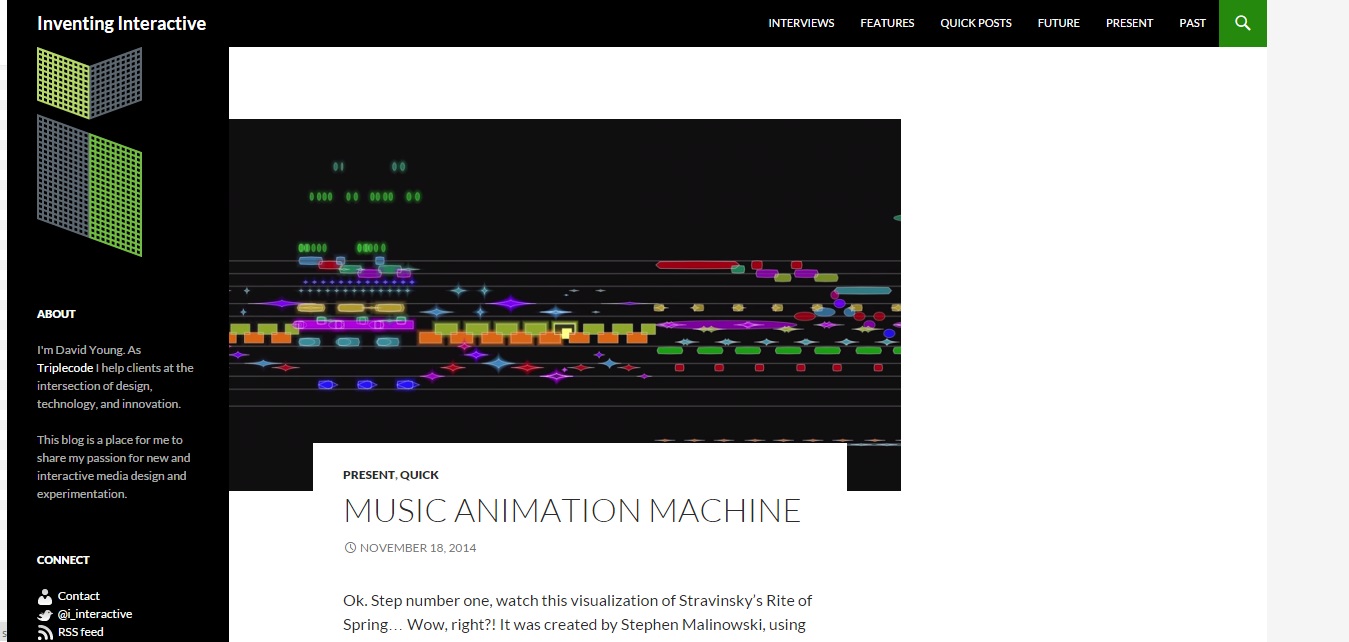 Inventing Interactive
INTERVIEWS FEATURES QUICK POSTS FUTURE PRESENT PAST
ABOUT
I'm David Young. As
Triplecode I help clients at the
intersection of design,
technology, and innovation.
This blog is a place for me to
share my passion for new and
interactive media design and
experimentation.
CONNECT
Contact
@i_interactive
RSS feed
PRESENT, QUICK
MUSIC ANIMATION MACHINE
NOVEMBER 18, 2014
Ok. Step number one, watch this visualization of Stravinsky’s Rite of
Spring… Wow, right?! It was created by Stephen Malinowski, using